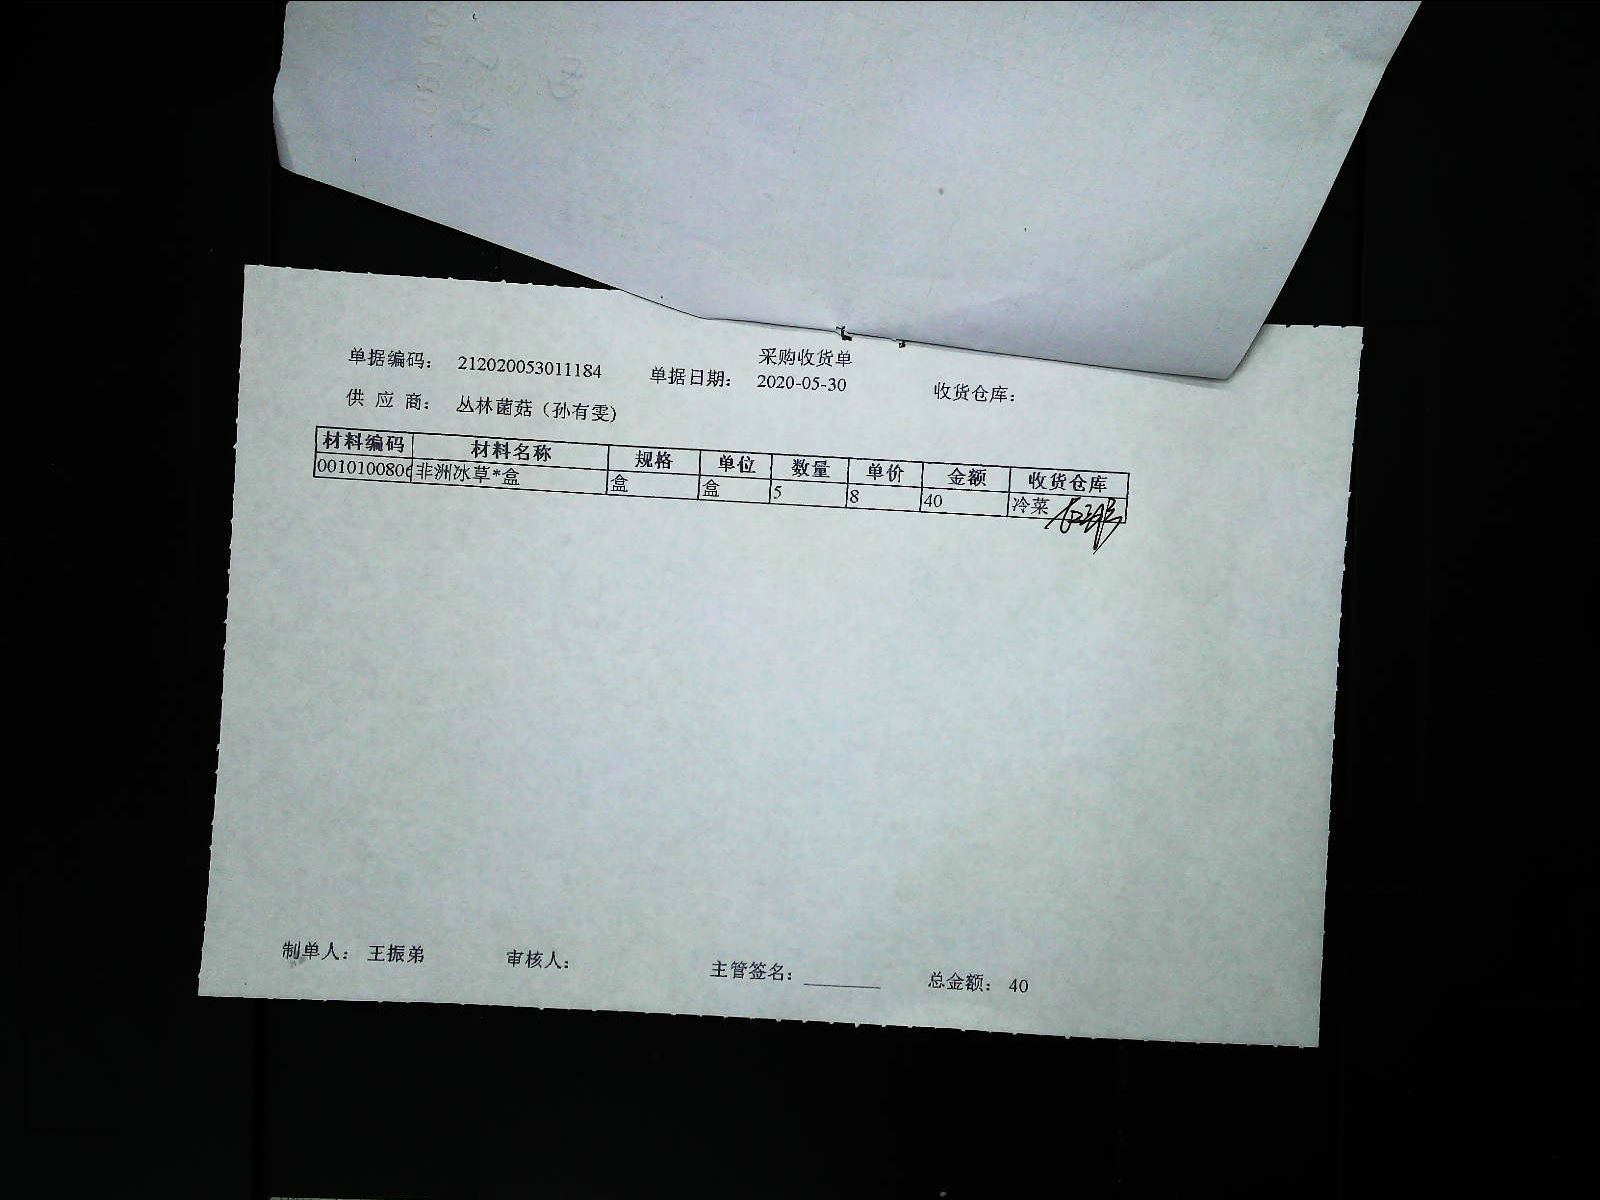 采购收货单
单据编码： 212020053011184 单据日期： 2020-05-30 收货仓库：
供 应 商： 丛林菌菇（孙有雯)
材料编码 材料名称 规格 单位 数量 单价 金额 收货仓库
0010100806 非洲冰草*盒 盒 盒 5 8 40 冷菜
制单人： 王振弟 审核人： 主管签名： ________ 总金额： 40